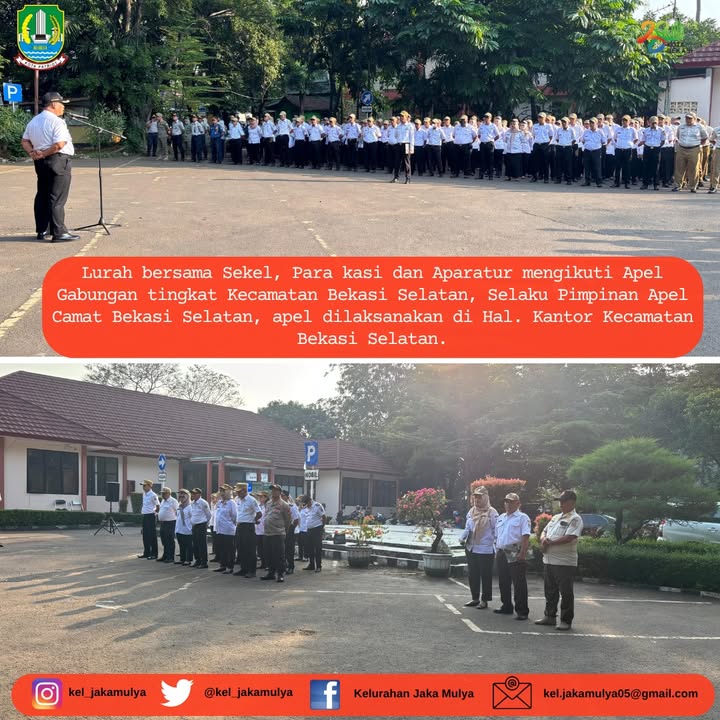 Lurah bersama Sekel, Para kasi dan Aparatur mengikuti Apel
Gabungan tingkat Kecamatan Bekasi Selatan, Selaku Pimpinan Apel
Camat Bekasi Selatan, apel dilaksanakan di Hal. Kantor Kecamatan
Bekasi Selatan.
P
P
P
MOBIL
kel_jakamulya
@kel_jakamulya
Kelurahan Jaka Mulya
kel.jakamulya05@gmail.com